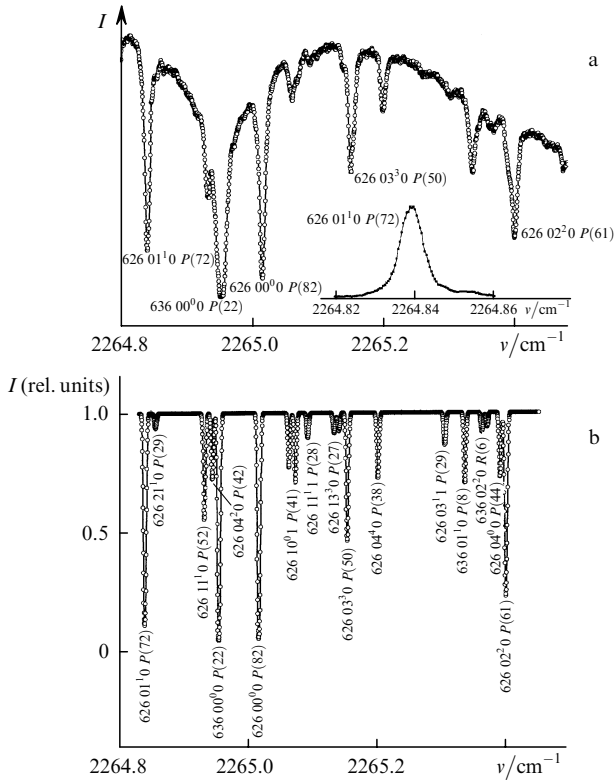 I
a
626 01¹0 P(72)
636 00⁰0 P(22)
626 00⁰0 P(82)
626 03³0 P(50)
626 02²0 P(61)
626 01¹0 P(72)
2264.82 2264.84 2264.86
ν/cm⁻¹
2264.8 2265.0 2265.2 ν/cm⁻¹
I (rel. units)
b
1.0
0.5
0
626 01¹0 P(72)
626 21¹0 P(29)
626 11¹0 P(52)
626 04²0 P(42)
636 00⁰0 P(22)
626 00⁰0 P(82)
626 10⁰1 P(41)
626 11¹1 P(28)
626 13³0 P(27)
626 03³0 P(50)
626 04⁴0 P(38)
626 03¹1 P(29)
636 01¹0 P(8)
636 02²0 R(6)
626 04⁰0 P(44)
626 02²0 P(61)
2264.8 2265.0 2265.2 ν/cm⁻¹